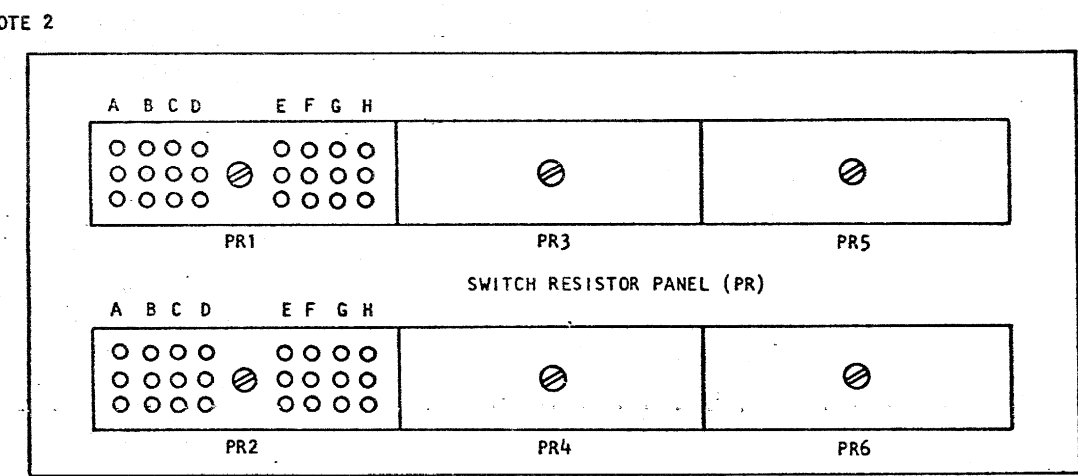 OTE 2
A B C D E F G H
PR1 PR3 PR5
SWITCH RESISTOR PANEL (PR)
A B C D E F G H
PR2 PR4 PR6